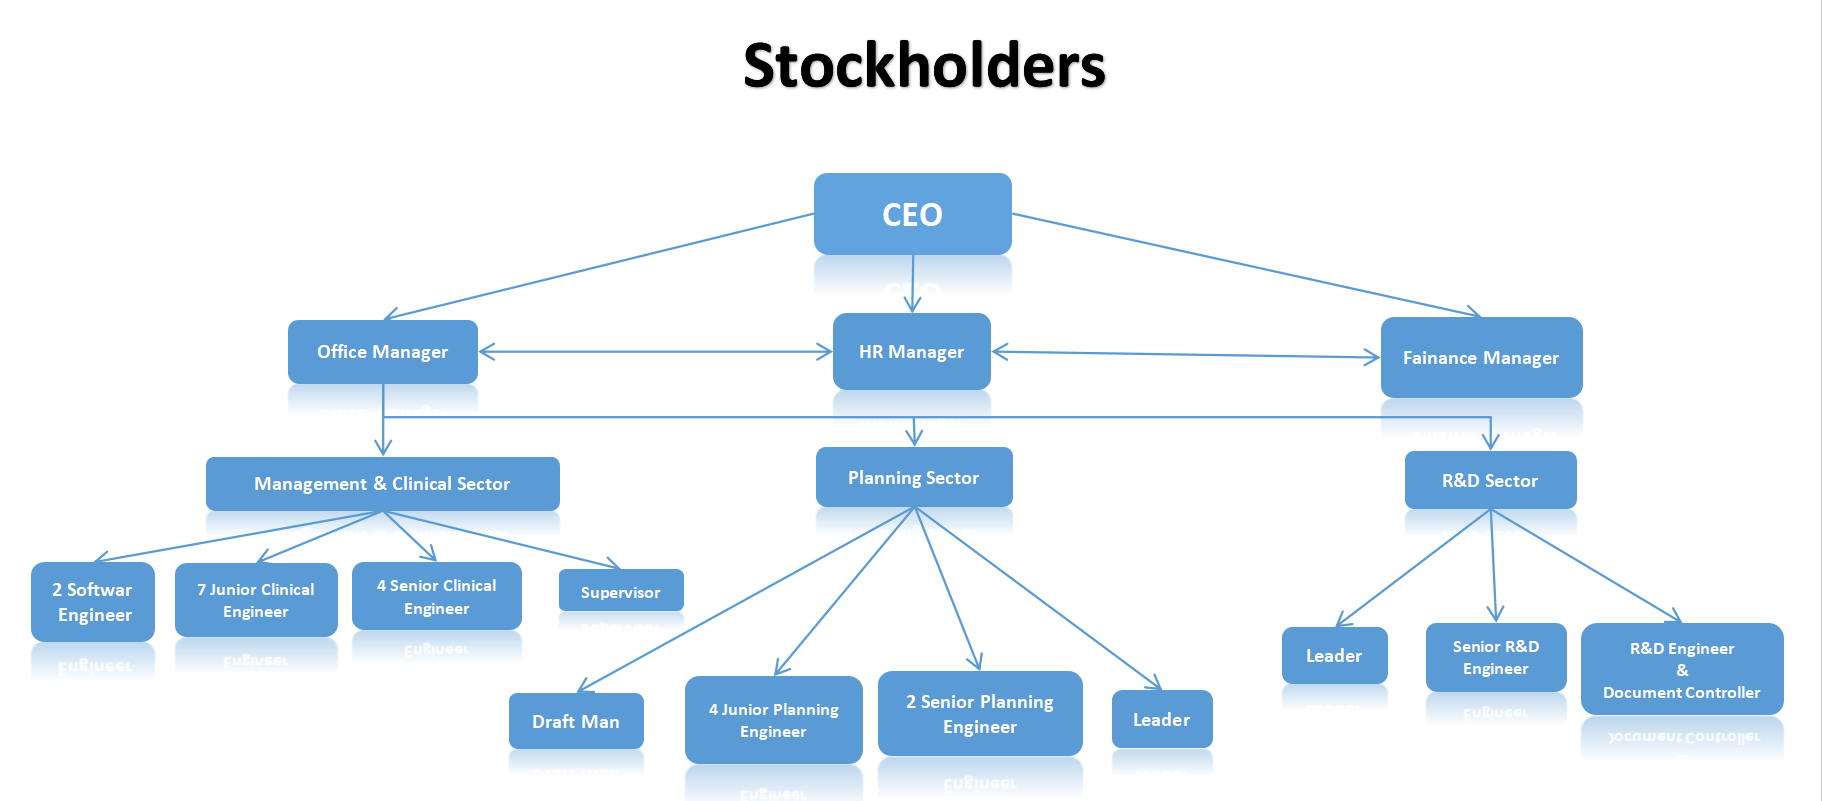 Stockholders
CEO
Office Manager
HR Manager
Fainance Manager
Management & Clinical Sector
Planning Sector
R&D Sector
2 Softwar
Engineer
7 Junior Clinical
Engineer
4 Senior Clinical
Engineer
Supervisor
Draft Man
4 Junior Planning
Engineer
2 Senior Planning
Engineer
Leader
Leader
Senior R&D
Engineer
R&D Engineer
&
Document Controller